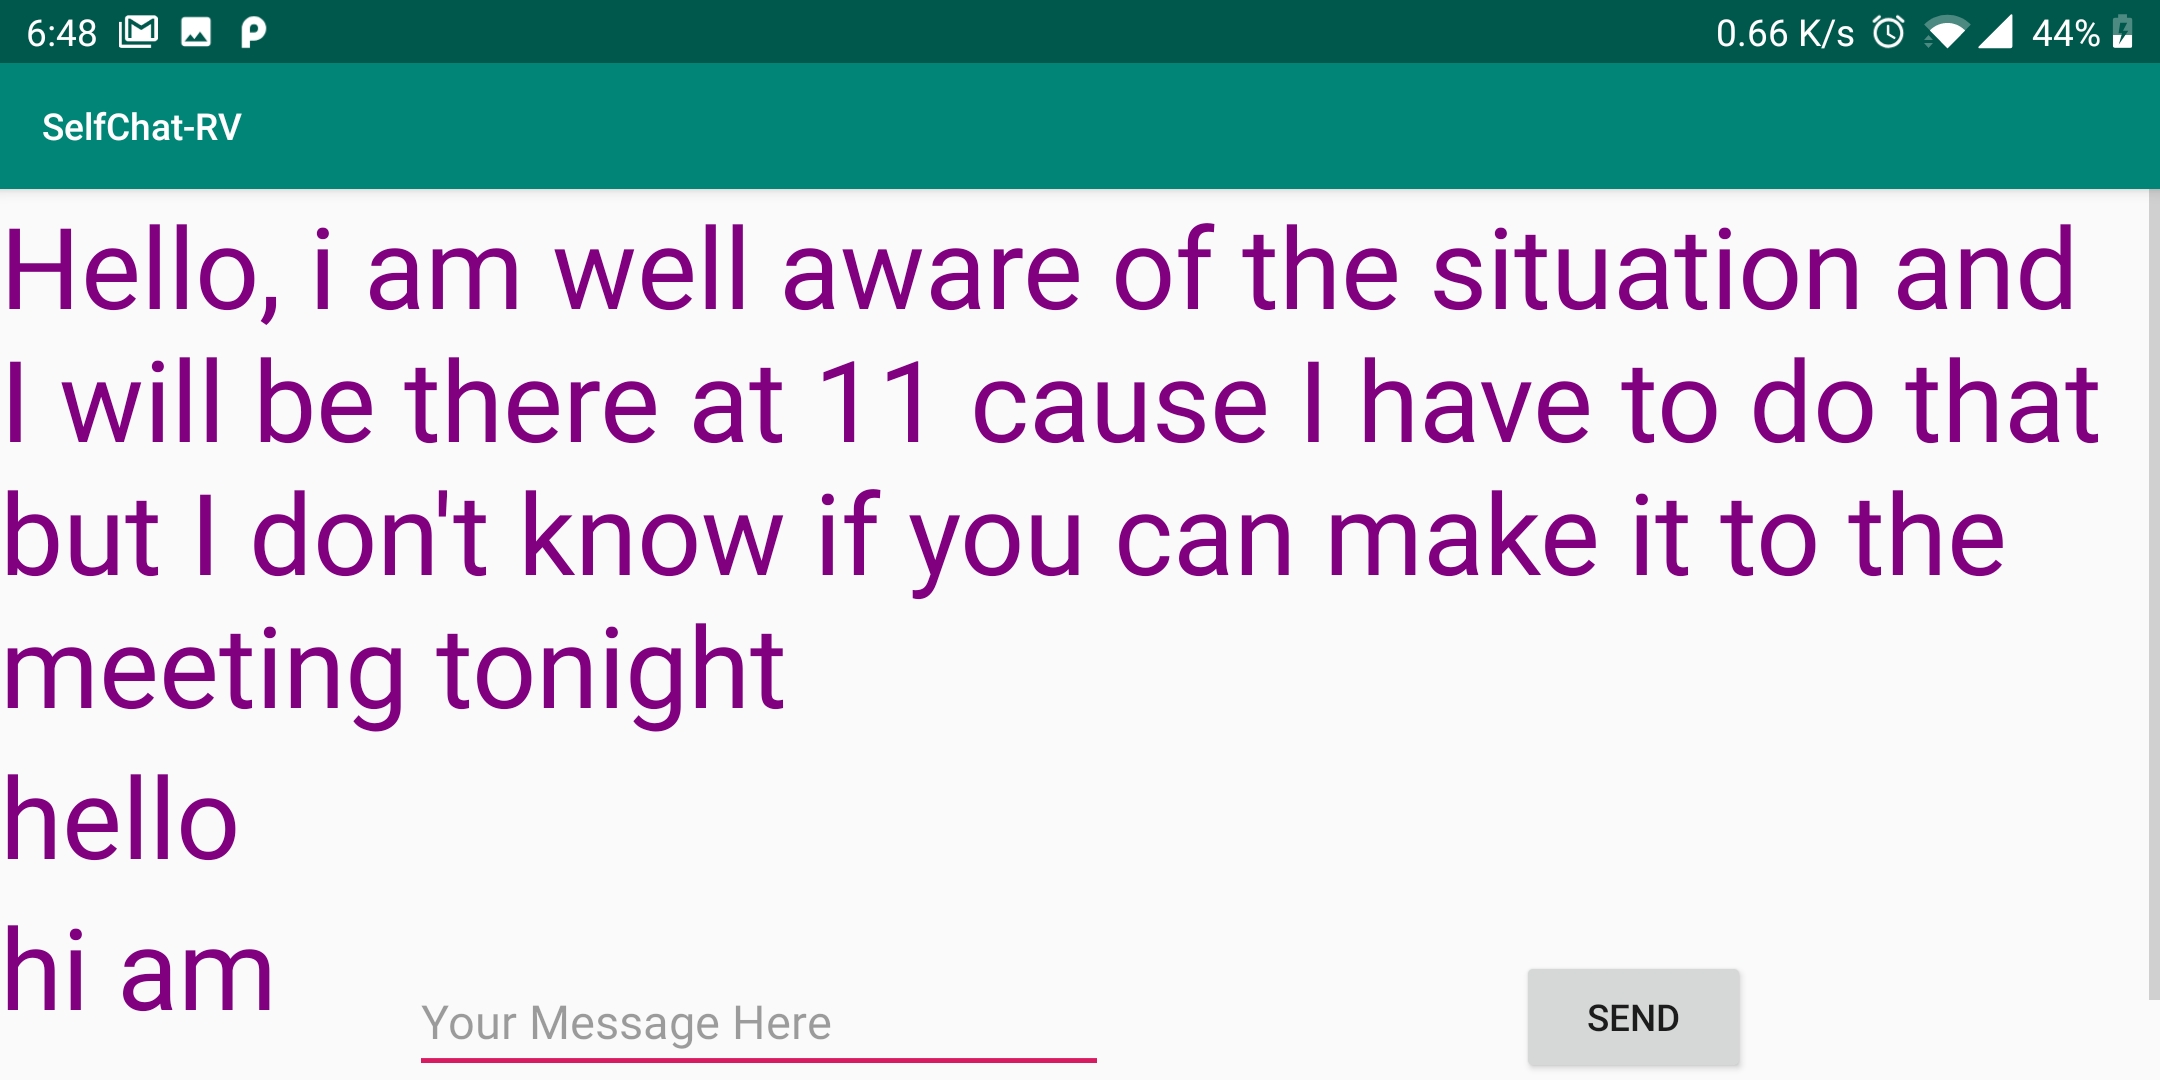 6:48 0.66 K/s 44%
SelfChat-RV
Hello, i am well aware of the situation and
I will be there at 11 cause I have to do that
but I don't know if you can make it to the
meeting tonight
hello
hi am
Your Message Here
SEND